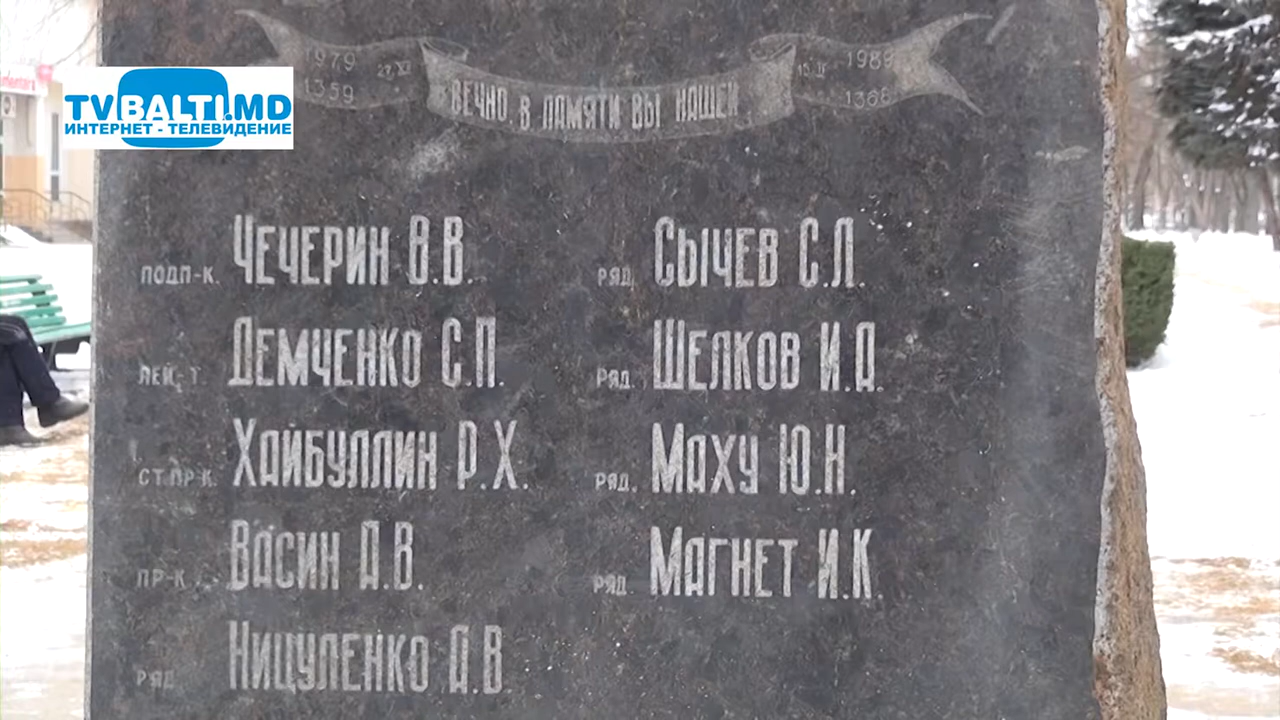 TVBALTI.MD
ИНТЕРНЕТ - ТЕЛЕВИДЕНИЕ
1979 27 XII
1359
ВЕЧНО, В ПАМЯТИ ВЫ НАШЕЙ
15 II 1989
1368
ПОДП-К. ЧЕЧЕРИН В.В.
ЛЕЙ-Т. ДЕМЧЕНКО С.П.
СТ.ПР-К. ХАЙБУЛЛИН Р.Х.
ПР-К. ВАСИН А.В.
РЯД. НИЦУЛЕНКО А.В.
РЯД. СЫЧЕВ С.Л.
РЯД. ШЕЛКОВ И.А.
РЯД. МАХУ Ю.Н.
РЯД. МАГНЕТ И.К.